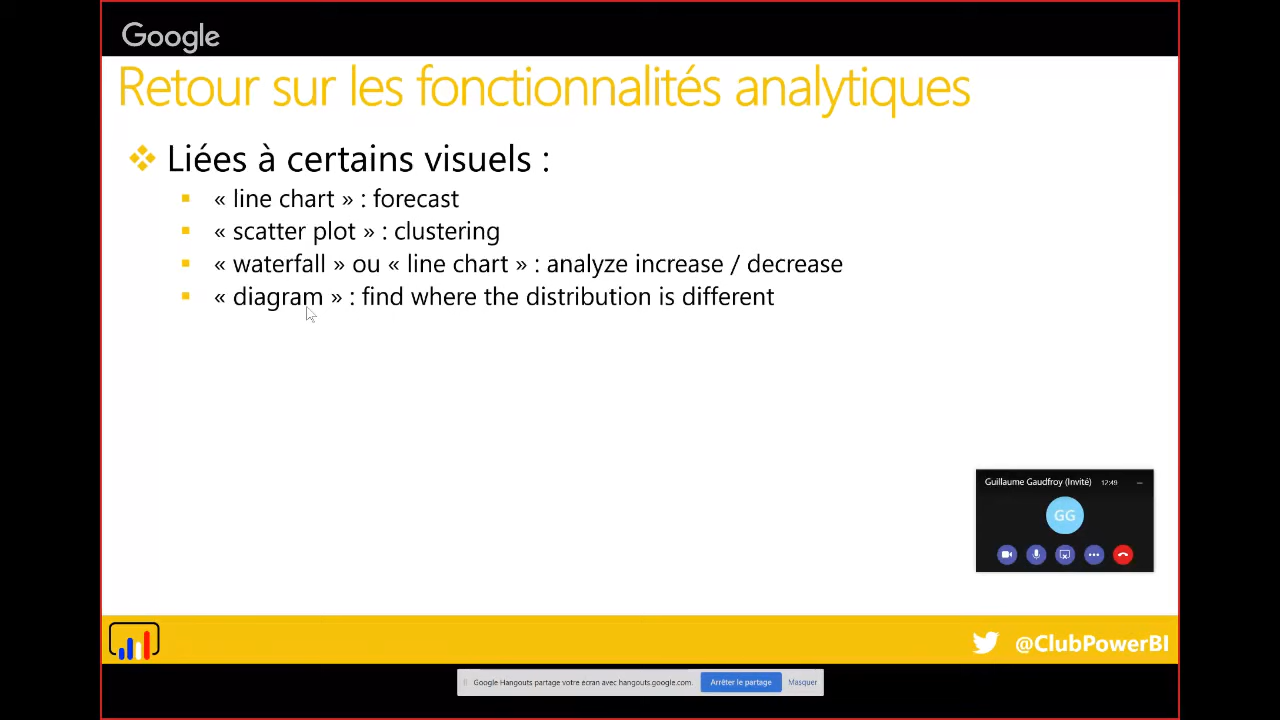 Google
Retour sur les fonctionnalités analytiques
Liées à certains visuels :
« line chart » : forecast
« scatter plot » : clustering
« waterfall » ou « line chart » : analyze increase / decrease
« diagram » : find where the distribution is different
Guillaume Gaudfroy (Invité) 12:49
GG
@ClubPowerBI
Google Hangouts partage votre écran avec hangouts.google.com. Arrêter le partage Masquer